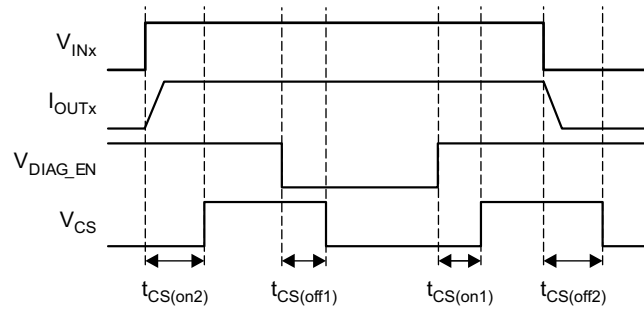 VINx
IOUTx
VDIAG_EN
VCS
tCS(on2) tCS(off1) tCS(on1) tCS(off2)